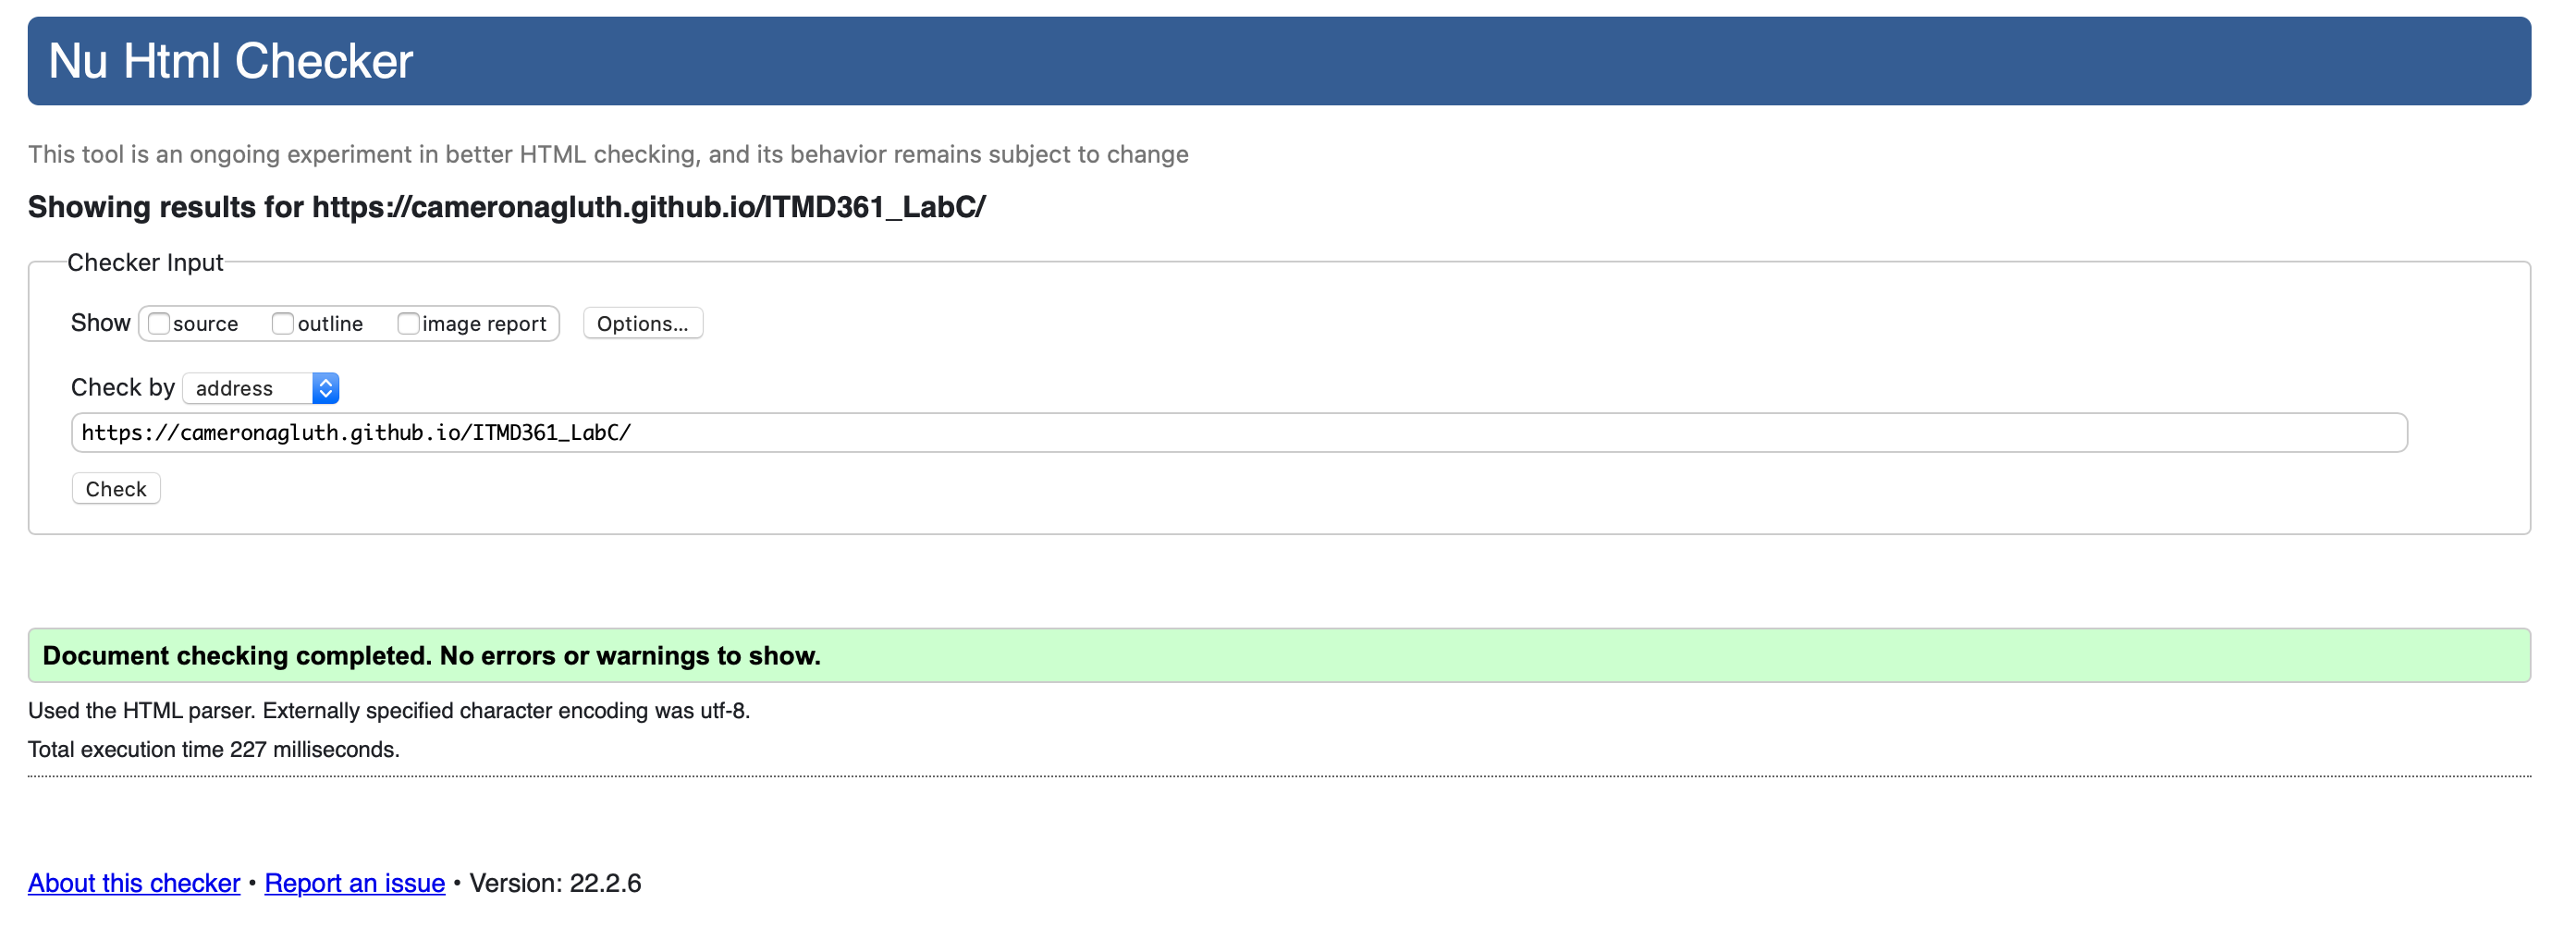 Nu Html Checker
This tool is an ongoing experiment in better HTML checking, and its behavior remains subject to change
Showing results for https://cameronagluth.github.io/ITMD361_LabC/
Checker Input
Show source outline image report Options...
Check by address
https://cameronagluth.github.io/ITMD361_LabC/
Check
Document checking completed. No errors or warnings to show.
Used the HTML parser. Externally specified character encoding was utf-8.
Total execution time 227 milliseconds.
About this checker • Report an issue • Version: 22.2.6